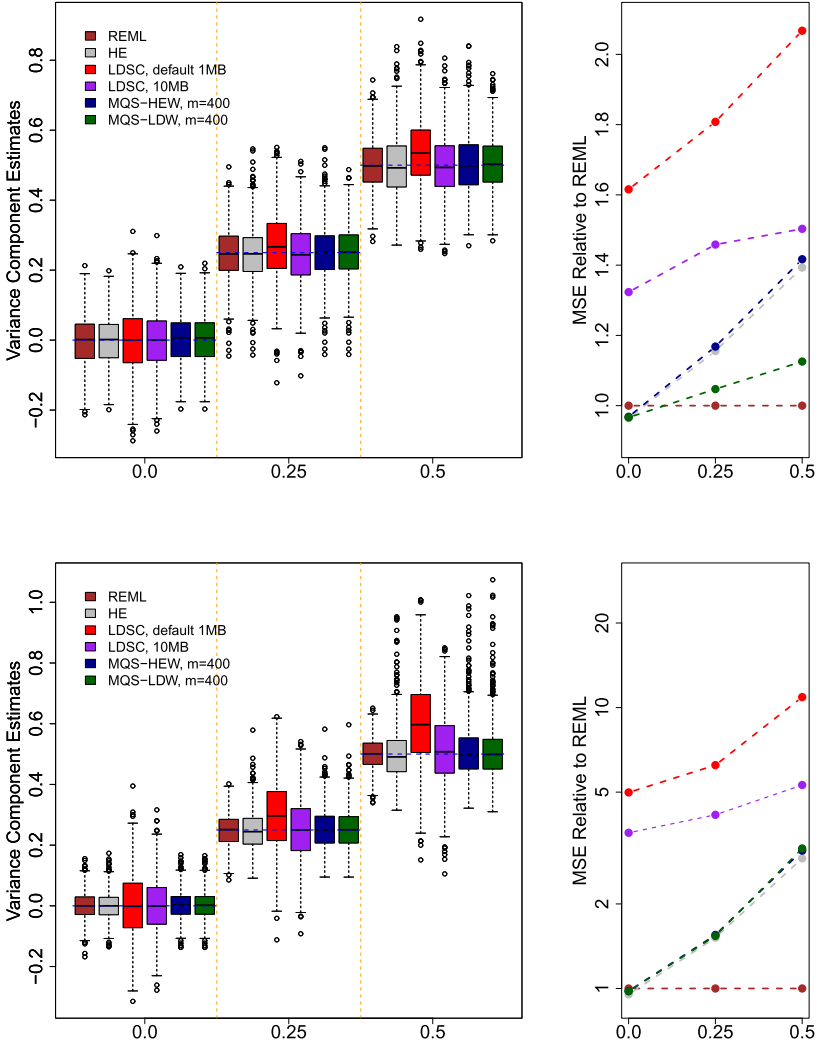 Variance Component Estimates
0.8
0.6
0.4
0.2
0.0
−0.2
REML
HE
LDSC, default 1MB
LDSC, 10MB
MQS−HEW, m=400
MQS−LDW, m=400
0.0 0.25 0.5
MSE Relative to REML
2.0
1.8
1.6
1.4
1.2
1.0
0.0 0.25 0.5
Variance Component Estimates
1.0
0.8
0.6
0.4
0.2
0.0
−0.2
REML
HE
LDSC, default 1MB
LDSC, 10MB
MQS−HEW, m=400
MQS−LDW, m=400
0.0 0.25 0.5
MSE Relative to REML
20
10
5
2
1
0.0 0.25 0.5